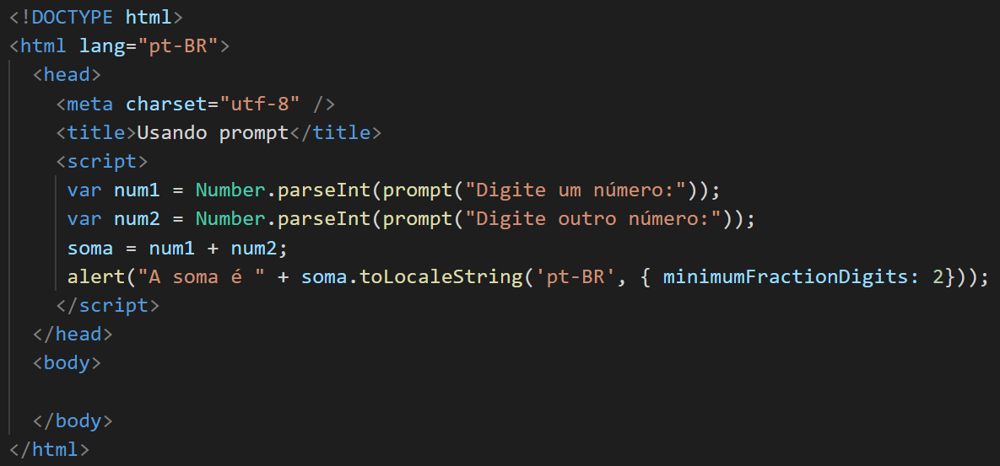 <!DOCTYPE html>
<html lang="pt-BR">
  <head>
    <meta charset="utf-8" />
    <title>Usando prompt</title>
    <script>
     var num1 = Number.parseInt(prompt("Digite um número:"));
     var num2 = Number.parseInt(prompt("Digite outro número:"));
     soma = num1 + num2;
     alert("A soma é " + soma.toLocaleString('pt-BR', { minimumFractionDigits: 2}));
    </script>
  </head>
  <body>

  </body>
</html>